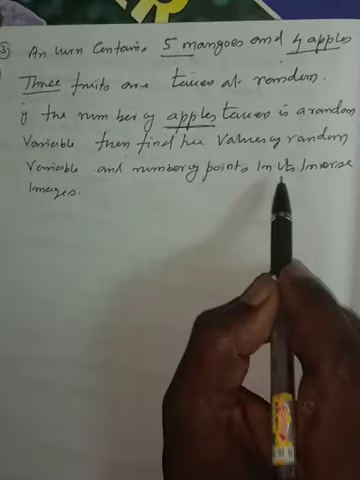 ③ An Urn Contains 5 mangoes and 4 apples
Three fruits are taken at random.
if the number of apples taken is a random
Variable then find the Values of random
Variable and number of points In its Inverse
Images.